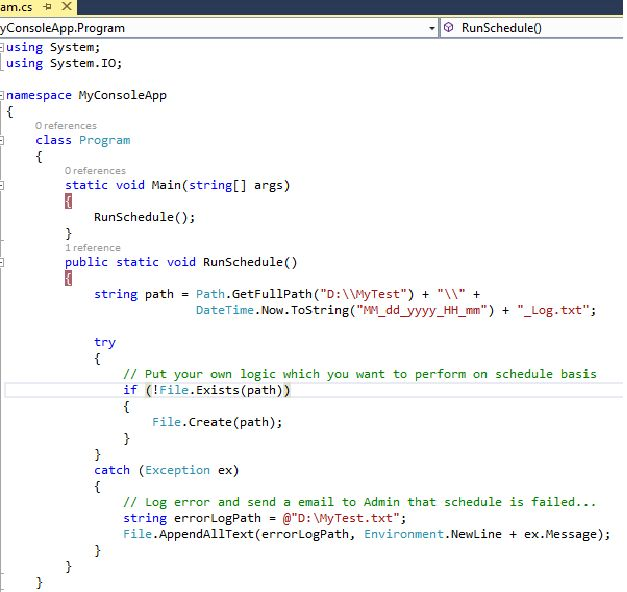 am.cs
yConsoleApp.Program RunSchedule()
using System;
using System.IO;
namespace MyConsoleApp
{
0 references
class Program
{
0 references
static void Main(string[] args)
{
RunSchedule();
}
1 reference
public static void RunSchedule()
{
string path = Path.GetFullPath("D:\\MyTest") + "\\" +
DateTime.Now.ToString("MM_dd_yyyy_HH_mm") + "_Log.txt";
try
{
// Put your own logic which you want to perform on schedule basis
if (!File.Exists(path))
{
File.Create(path);
}
}
catch (Exception ex)
{
// Log error and send a email to Admin that schedule is failed...
string errorLogPath = @"D:\MyTest.txt";
File.AppendAllText(errorLogPath, Environment.NewLine + ex.Message);
}
}
}